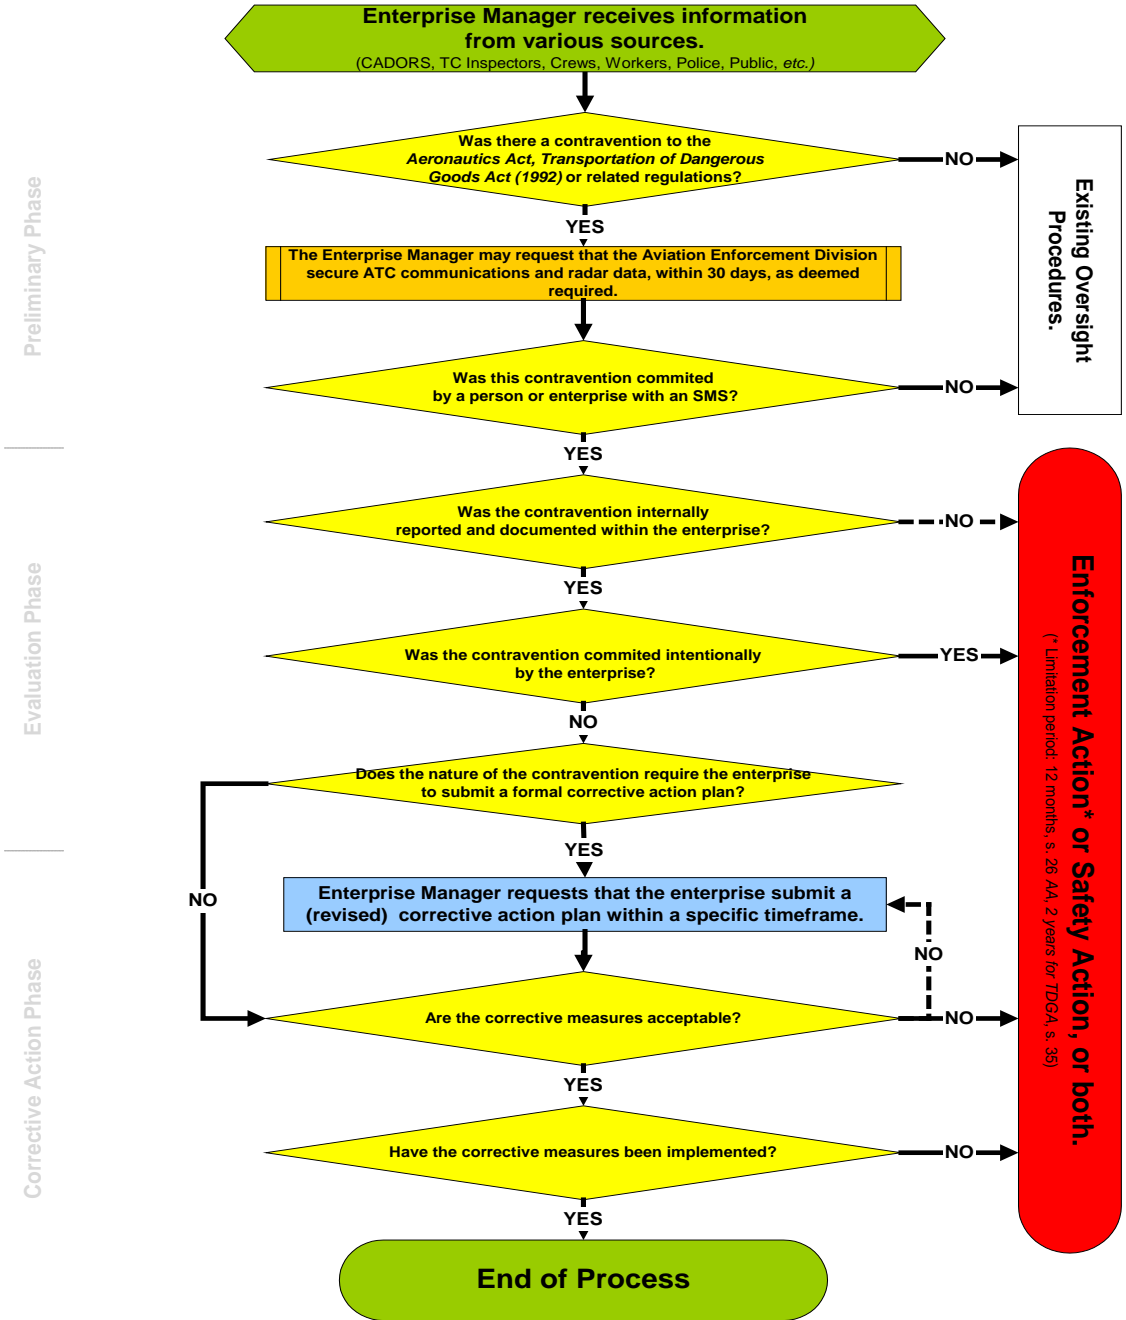 Enterprise Manager receives information
from various sources.
(CADORS, TC Inspectors, Crews, Workers, Police, Public, etc.)
Preliminary Phase
Was there a contravention to the
Aeronautics Act, Transportation of Dangerous
Goods Act (1992) or related regulations?
NO
Existing Oversight
Procedures.
YES
The Enterprise Manager may request that the Aviation Enforcement Division
secure ATC communications and radar data, within 30 days, as deemed
required.
Was this contravention commited
by a person or enterprise with an SMS?
NO
YES
Evaluation Phase
Was the contravention internally
reported and documented within the enterprise?
NO
Enforcement Action* or Safety Action, or both.
(* Limitation period: 12 months, s. 26 AA, 2 years for TDGA, s. 35)
YES
Was the contravention commited intentionally
by the enterprise?
YES
NO
Does the nature of the contravention require the enterprise
to submit a formal corrective action plan?
YES
NO
Corrective Action Phase
Enterprise Manager requests that the enterprise submit a
(revised) corrective action plan within a specific timeframe.
NO
Are the corrective measures acceptable?
NO
YES
Have the corrective measures been implemented?
NO
YES
End of Process